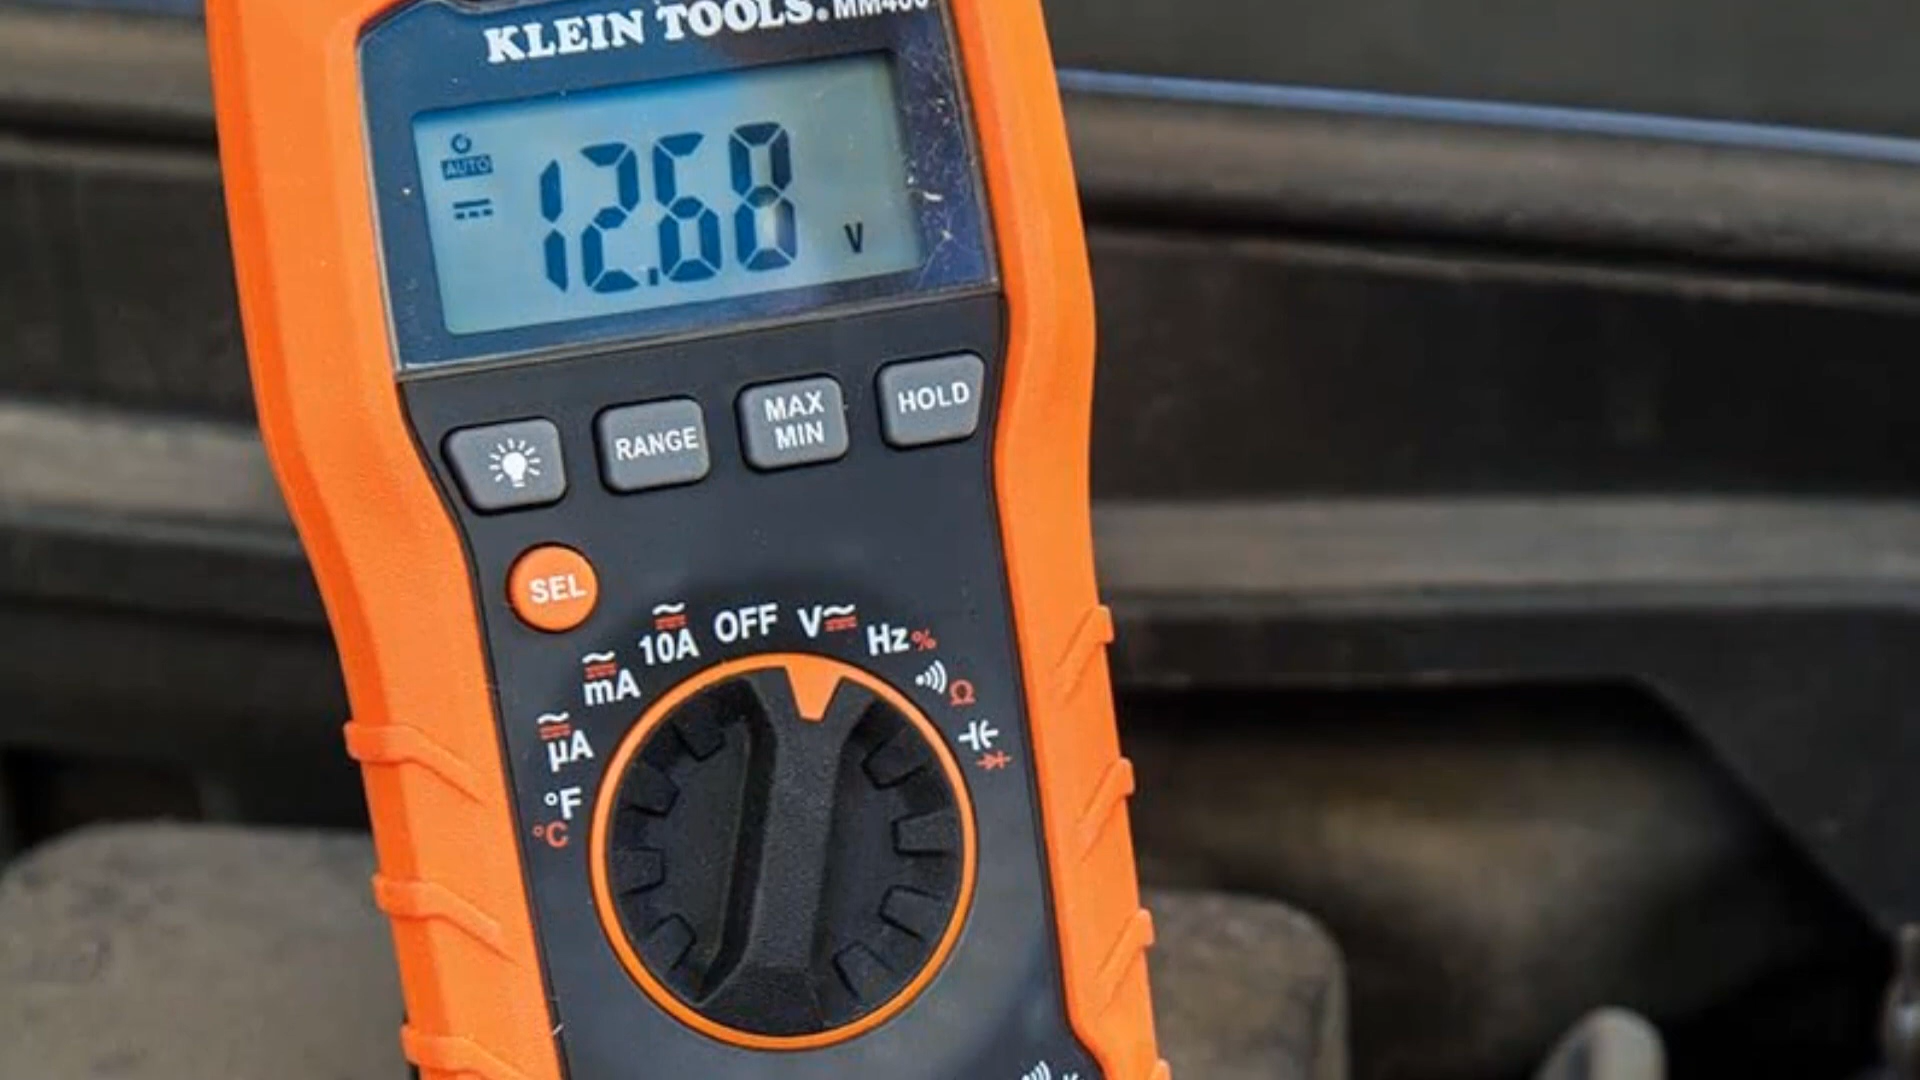 KLEIN TOOLS® MM400
AUTO
12.68 V
RANGE
MAX
MIN
HOLD
SEL
OFF
V
10A
Hz%
mA
Ω
µA
°F
°C